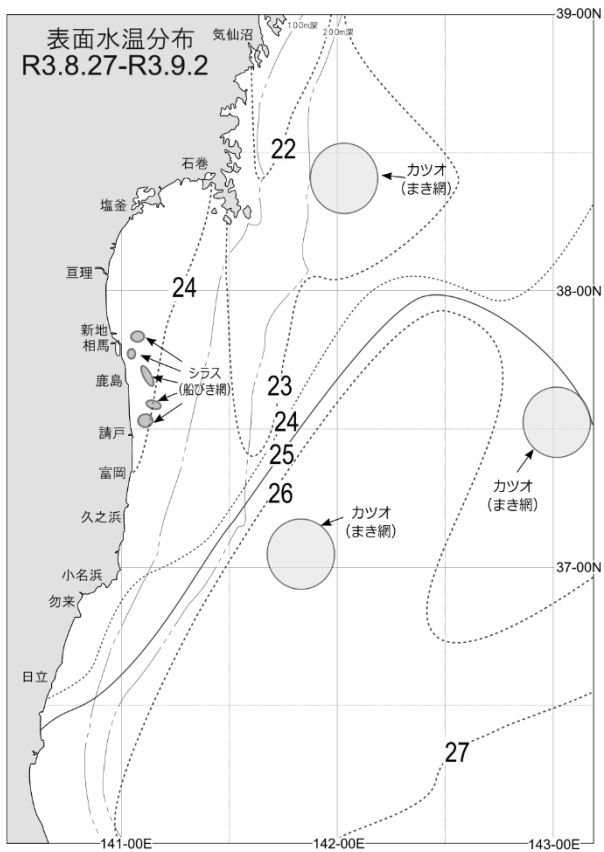 表面水温分布
R3.8.27-R3.9.2
39-00N
気仙沼
100m深
200m深
22
カツオ
(まき網)
石巻
塩釜
亘理
24
38-00N
新地
相馬
シラス
(船びき網)
鹿島
23
24
請戸
25
富岡
26
カツオ
(まき網)
カツオ
(まき網)
久之浜
小名浜
37-00N
勿来
日立
27
141-00E
142-00E
143-00E